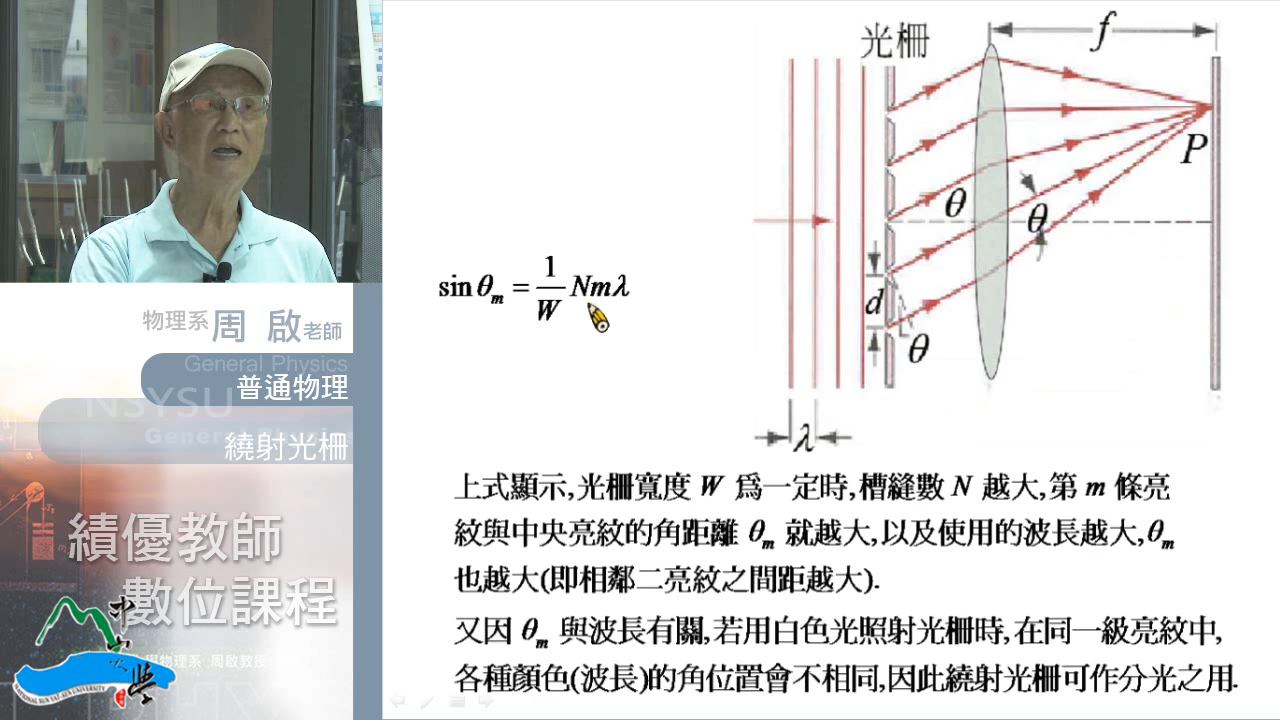 物理系 周 啟 老師
General Physics
普通物理
NSYSU
繞射光柵
績優教師
數位課程
光柵
f
P
θ
θ
d
θ
λ
sin θm = 1/W Nmλ
上式顯示,光柵寬度 W 為一定時,槽縫數 N 越大,第 m 條亮
紋與中央亮紋的角距離 θm 就越大,以及使用的波長越大,θm
也越大(即相鄰二亮紋之間距越大).
又因 θm 與波長有關,若用白色光照射光柵時,在同一級亮紋中,
各種顏色(波長)的角位置會不相同,因此繞射光柵可作分光之用.